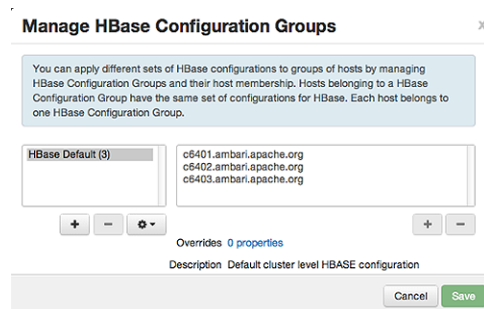 Manage HBase Configuration Groups
X
You can apply different sets of HBase configurations to groups of hosts by managing
HBase Configuration Groups and their host membership. Hosts belonging to a HBase
Configuration Group have the same set of configurations for HBase. Each host belongs to
one HBase Configuration Group.
HBase Default (3)
c6401.ambari.apache.org
c6402.ambari.apache.org
c6403.ambari.apache.org
Overrides 0 properties
Description Default cluster level HBASE configuration
Cancel Save